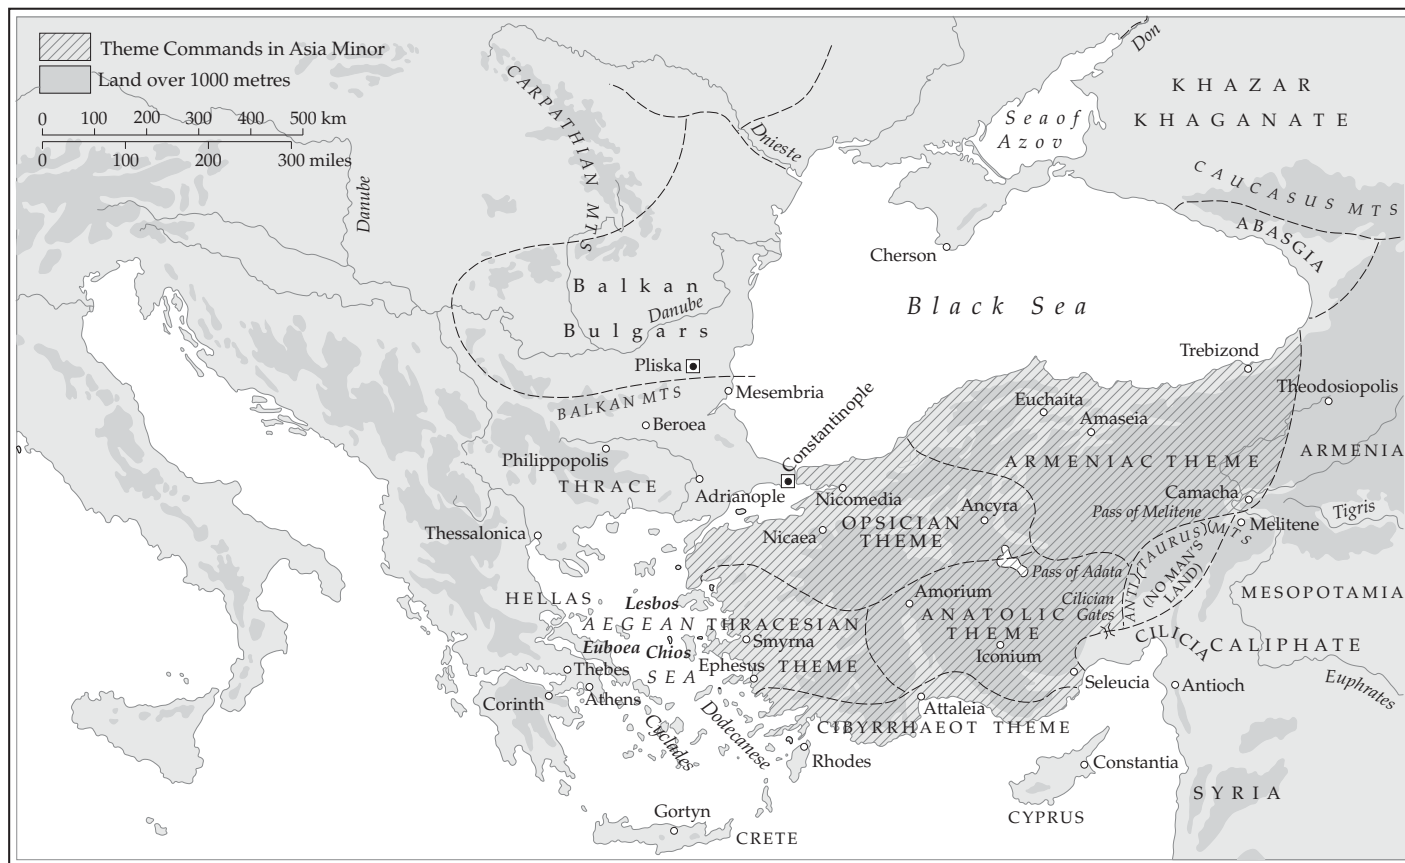 Theme Commands in Asia Minor
Land over 1000 metres
0 100 200 300 400 500 km
0 100 200 300 miles
Don
KHAZAR
KHAGANATE
Sea of
Azov
CARPATHIAN MTS
Dnieste
Danube
CAUCASUS MTS
ABASGIA
Cherson
Black Sea
Balkan
Danube
Bulgars
Pliska
Trebizond
Theodosiopolis
BALKAN MTS
Mesembria
Constantinople
Euchaita
Amaseia
Beroea
Philippopolis
THRACE
ARMENIAC THEME
ARMENIA
Adrianople
Nicomedia
Ancyra
Camacha
Pass of Melitene
Tigris
OPSICIAN
THEME
Nicaea
Melitene
Thessalonica
ANTI-TAURUS MTS
(NO MAN'S
LAND)
Pass of Adata
MESOPOTAMIA
HELLAS
Lesbos
Amorium
Cilician
Gates
AEGEAN
SEA
THRACESIAN
THEME
ANATOLIC
THEME
Smyrna
CILICIA
CALIPHATE
Euboea
Chios
Iconium
Thebes
Ephesus
Seleucia
Antioch
Euphrates
Corinth
Athens
Attaleia
Cyclades
Dodecanese
CIBYRRHAEOT THEME
Rhodes
Constantia
SYRIA
Gortyn
CYPRUS
CRETE